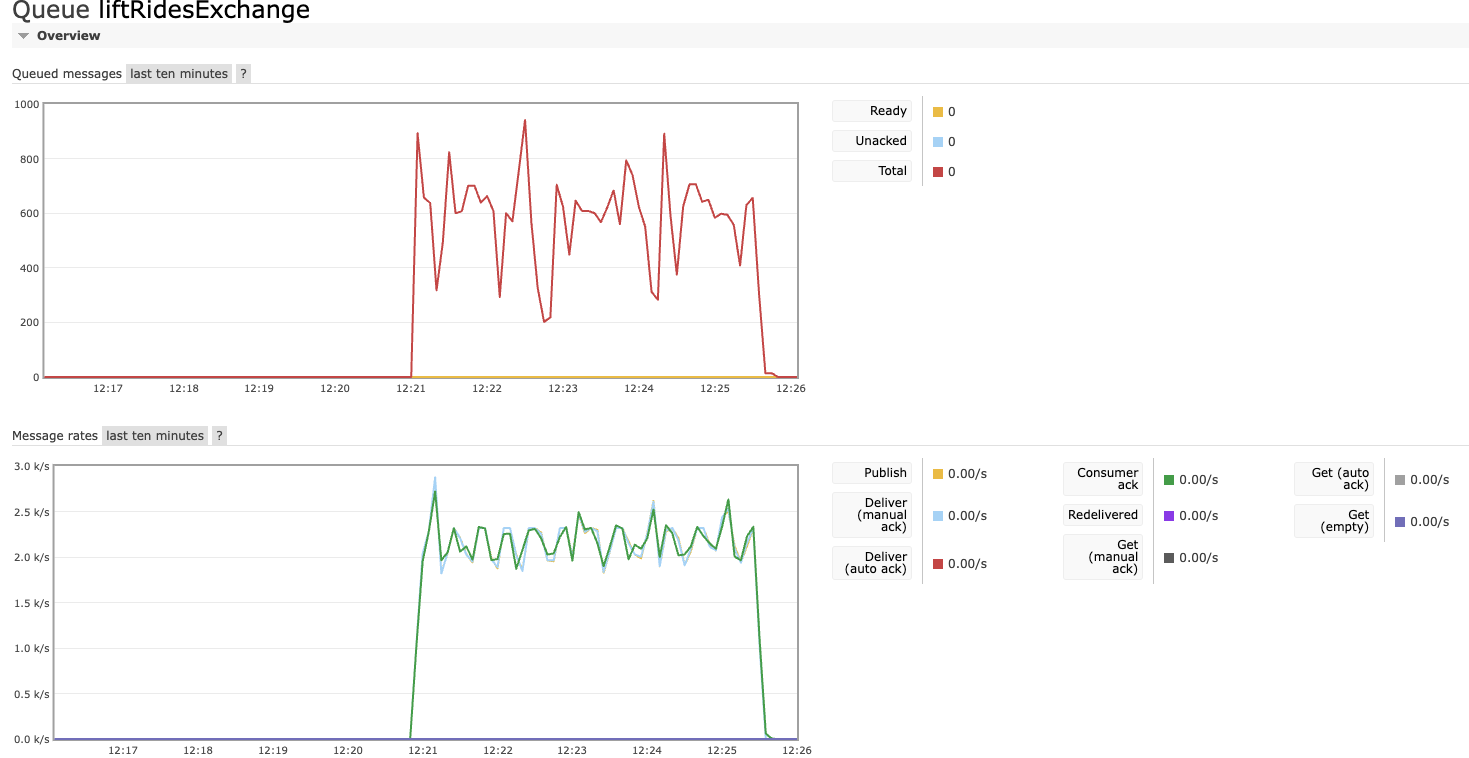 Queue liftRidesExchange
Overview
Queued messages last ten minutes ?
1000
800
600
400
200
0
12:17 12:18 12:19 12:20 12:21 12:22 12:23 12:24 12:25 12:26
Ready 0
Unacked 0
Total 0
Message rates last ten minutes ?
3.0 k/s
2.5 k/s
2.0 k/s
1.5 k/s
1.0 k/s
0.5 k/s
0.0 k/s
12:17 12:18 12:19 12:20 12:21 12:22 12:23 12:24 12:25 12:26
Publish 0.00/s
Deliver
(manual 0.00/s
ack)
Deliver
(auto ack) 0.00/s
Consumer
ack 0.00/s
Redelivered 0.00/s
Get
(manual 0.00/s
ack)
Get (auto
ack) 0.00/s
Get
(empty) 0.00/s